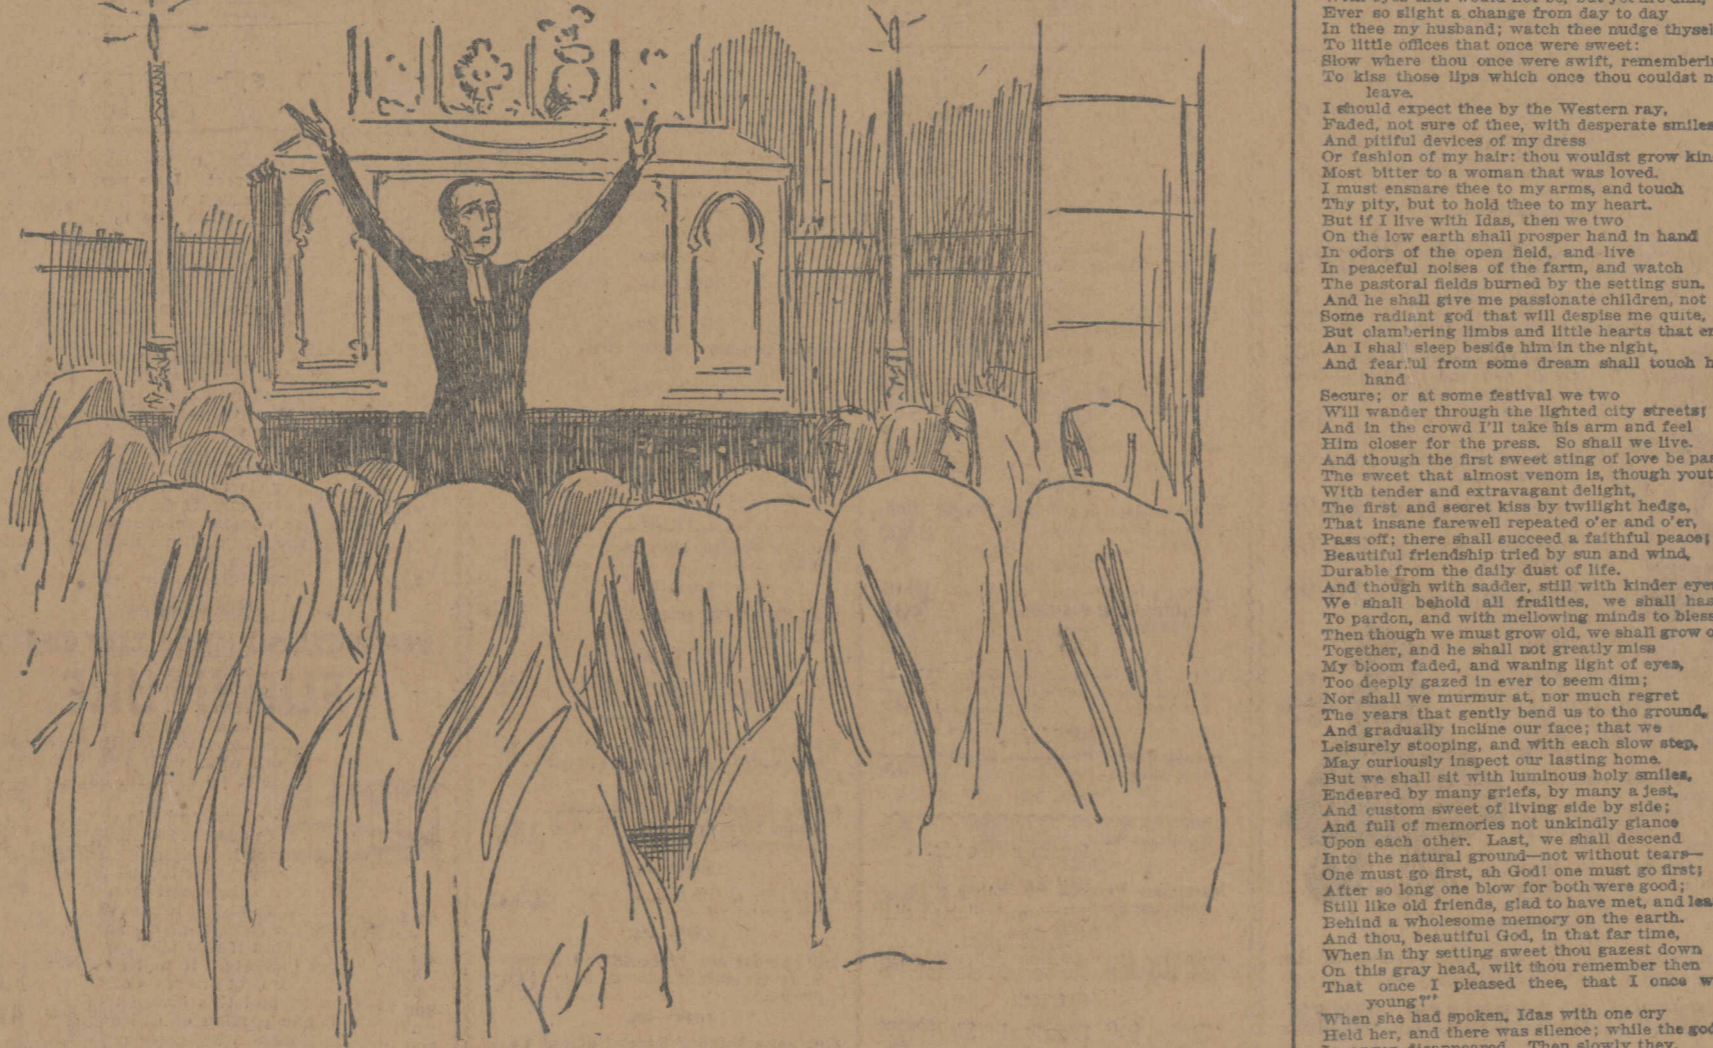 Ever so slight a change from day to day
In thee my husband; watch thee nudge
To little offices that once were sweet:
Slow where thou once were swift,
To kiss those lips which once thou couldst
leave.
I should expect thee by the Western ray,
Faded, not sure of thee, with desperate smiles
And pitiful devices of my dress
Or fashion of my hair: thou wouldst grow
Most bitter to a woman that was loved.
I must ensnare thee to my arms, and touch
Thy pity, but to hold thee to my heart.
But if I live with Idas, then we two
On the low earth shall prosper hand in hand
In odors of the open field, and live
In peaceful noises of the farm, and watch
The pastoral fields burned by the setting sun.
And he shall give me passionate children, not
Some radiant god that will despise me quite,
But clambering limbs and little hearts that
An I shal sleep beside him in the night,
And fear.'ul from some dream shall touch
hand
Secure; or at some festival we two
Will wander through the lighted city streets;
And in the crowd I'll take his arm and feel
Him closer for the press. So shall we live.
And though the first sweet sting of love be
The sweet that almost venom is, though
With tender and extravagant delight,
The first and secret kiss by twilight hedge,
That insane farewell repeated o'er and o'er,
Pass off; there shall succeed a faithful peace;
Beautiful friendship tried by sun and wind,
Durable from the daily dust of life.
And though with sadder, still with kinder
We shall behold all frailties, we shall
To pardon, and with mellowing minds to bless
Then though we must grow old, we shall grow
Together, and he shall not greatly miss
My bloom faded, and waning light of eyes,
Too deeply gazed in ever to seem dim;
Nor shall we murmur at, nor much regret
The years that gently bend us to the ground,
And gradually incline our face; that we
Leisurely stooping, and with each slow step,
May curiously inspect our lasting home.
But we shall sit with luminous holy smiles,
Endeared by many griefs, by many a jest,
And custom sweet of living side by side;
And full of memories not unkindly glance
Upon each other. Last, we shall descend
Into the natural ground—not without tears—
One must go first, ah God! one must go first;
After so long one blow for both were good;
Still like old friends, glad to have met, and
Behind a wholesome memory on the earth.
And thou, beautiful God, in that far time,
When in thy setting sweet thou gazest down
On this gray head, wilt thou remember then
That once I pleased thee, that I once
young?"
When she had spoken, Idas with one cry
Held her, and there was silence; while the
Then slowly they,